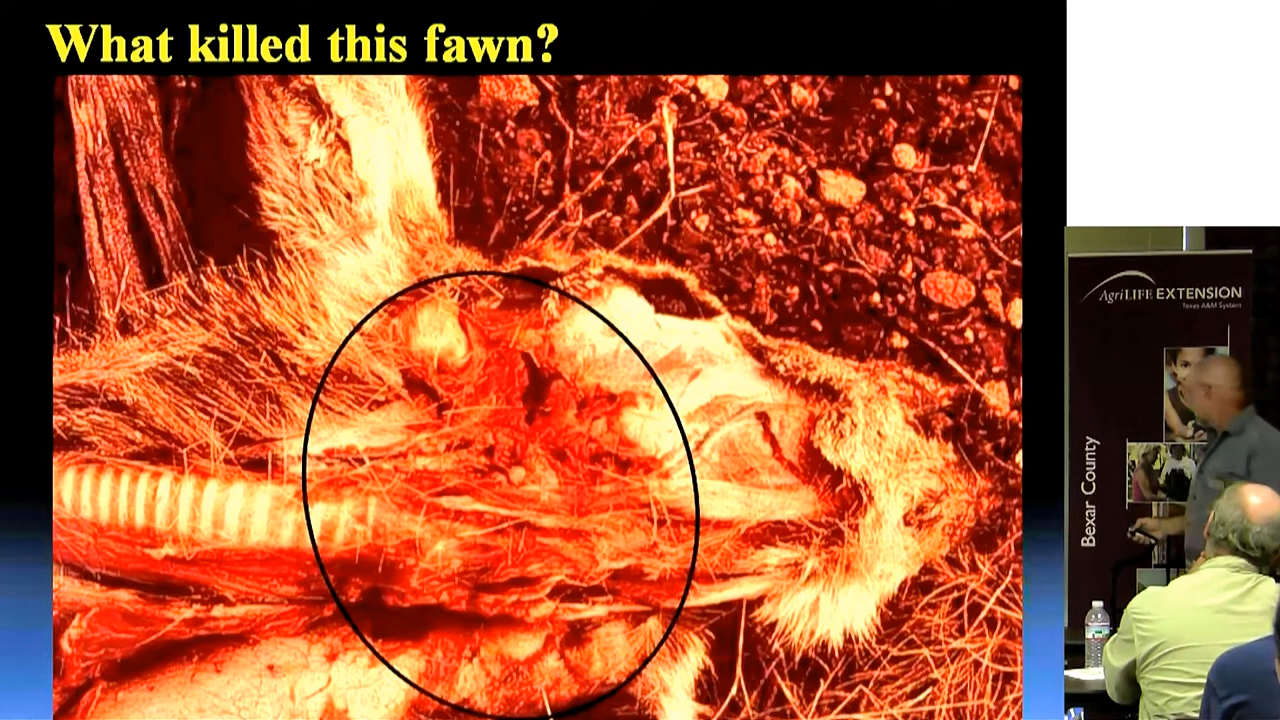 What killed this fawn?
AgriLIFE EXTENSION
Texas A&M System
Bexar County